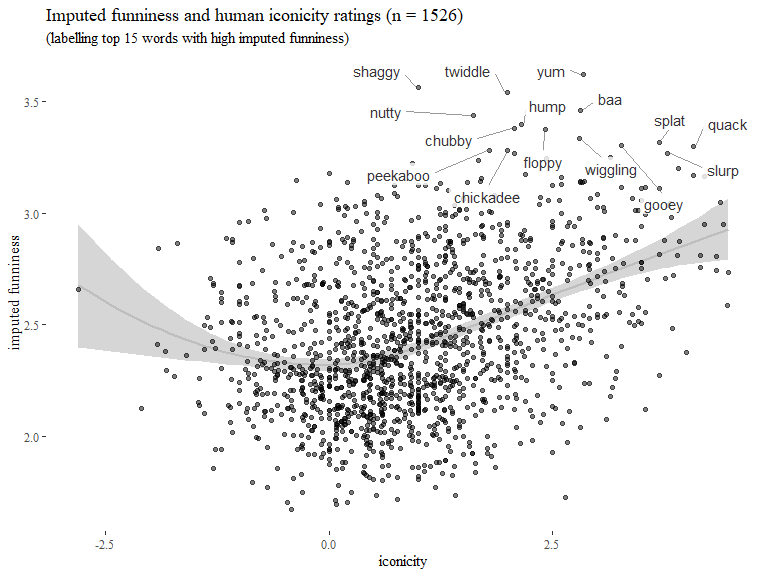 Imputed funniness and human iconicity ratings (n = 1526)
(labelling top 15 words with high imputed funniness)
shaggy
twiddle
yum
3.5
nutty
hump
baa
chubby
splat
quack
floppy
peekaboo
wiggling
slurp
chickadee
gooey
3.0
imputed funniness
2.5
2.0
-2.5
0.0
2.5
iconicity